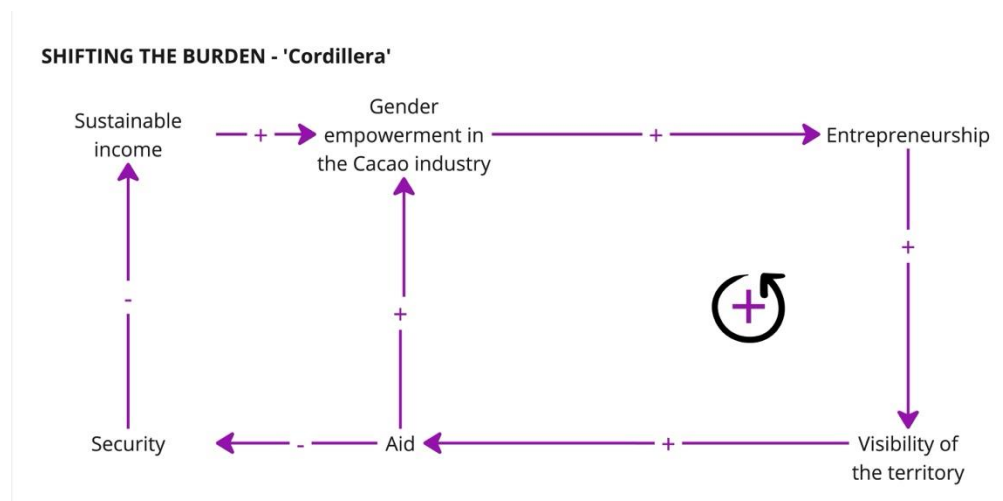 SHIFTING THE BURDEN - 'Cordillera'
Sustainable
income
+
Gender
empowerment in
the Cacao industry
+
Entrepreneurship
-
+
+
+
Security
-
Aid
+
Visibility of
the territory